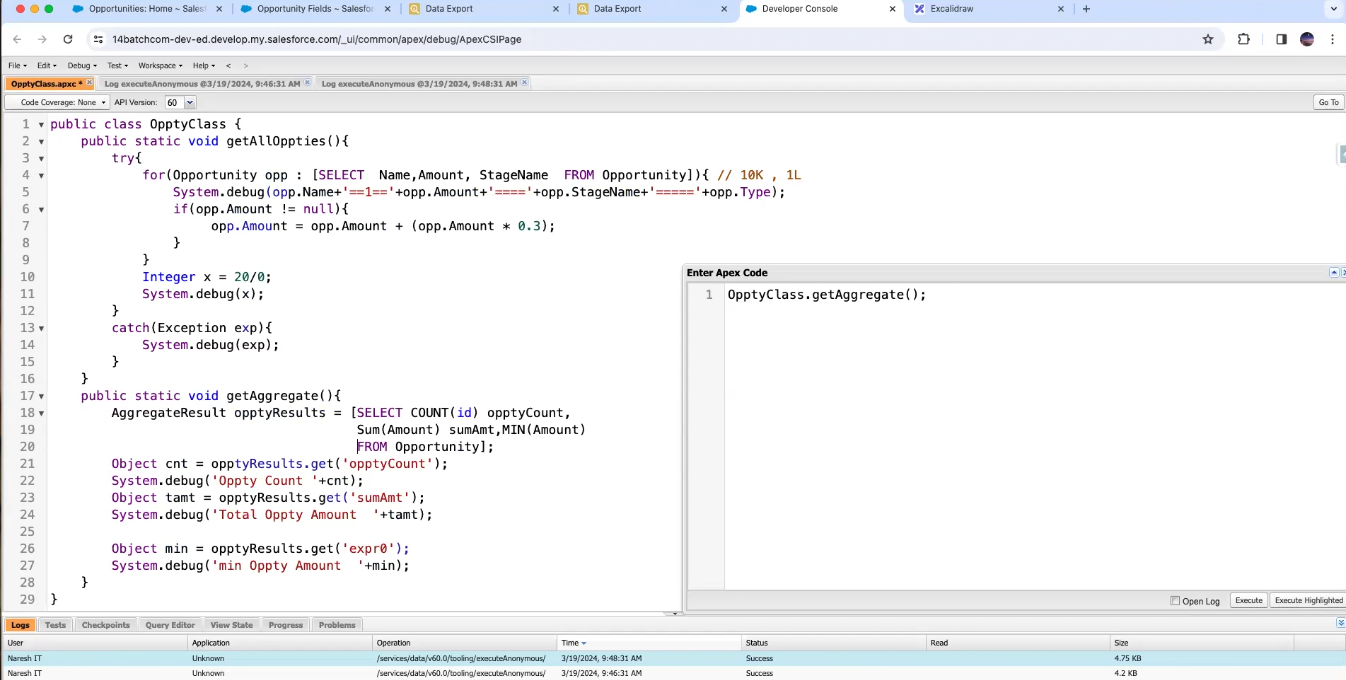 Opportunities: Home ~ Salesf
Opportunity Fields ~ Salesfor
Data Export
Data Export
Developer Console
Excalidraw
14batchcom-dev-ed.develop.my.salesforce.com/_ui/common/apex/debug/ApexCSIPage
File Edit Debug Test Workspace Help < >
OpptyClass.apxc * Log executeAnonymous @3/19/2024, 9:46:31 AM Log executeAnonymous @3/19/2024, 9:48:31 AM
Code Coverage: None API Version: 60 Go To
1 public class OpptyClass {
2 public static void getAllOppties(){
3 try{
4 for(Opportunity opp : [SELECT  Name,Amount, StageName  FROM Opportunity]){ // 10K , 1L
5 System.debug(opp.Name+'==1=='+opp.Amount+'===='+opp.StageName+'====='+opp.Type);
6 if(opp.Amount != null){
7 opp.Amount = opp.Amount + (opp.Amount * 0.3);
8 }
9 }
10 Integer x = 20/0;
11 System.debug(x);
12 }
13 catch(Exception exp){
14 System.debug(exp);
15 }
16 }
17 public static void getAggregate(){
18 AggregateResult opptyResults = [SELECT COUNT(id) opptyCount,
19 Sum(Amount) sumAmt,MIN(Amount)
20 FROM Opportunity];
21 Object cnt = opptyResults.get('opptyCount');
22 System.debug('Oppty Count '+cnt);
23 Object tamt = opptyResults.get('sumAmt');
24 System.debug('Total Oppty Amount  '+tamt);
25
26 Object min = opptyResults.get('expr0');
27 System.debug('min Oppty Amount  '+min);
28 }
29 }
Enter Apex Code
1 OpptyClass.getAggregate();
Open Log Execute Execute Highlighted
Logs Tests Checkpoints Query Editor View State Progress Problems
User Application Operation Time Status Read Size
Naresh IT Unknown /services/data/v60.0/tooling/executeAnonymous/ 3/19/2024, 9:48:31 AM Success 4.75 KB
Naresh IT Unknown /services/data/v60.0/tooling/executeAnonymous/ 3/19/2024, 9:46:31 AM Success 4.2 KB